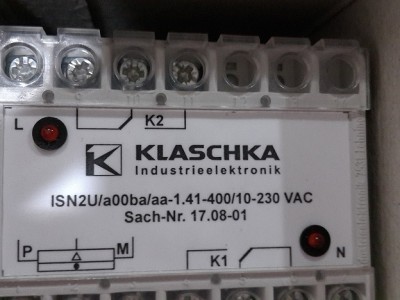 L
K2
KLASCHKA
Industrieelektronik
ISN2U/a00ba/aa-1.41-400/10-230 VAC
Sach-Nr. 17.08-01
P
M
K1
N